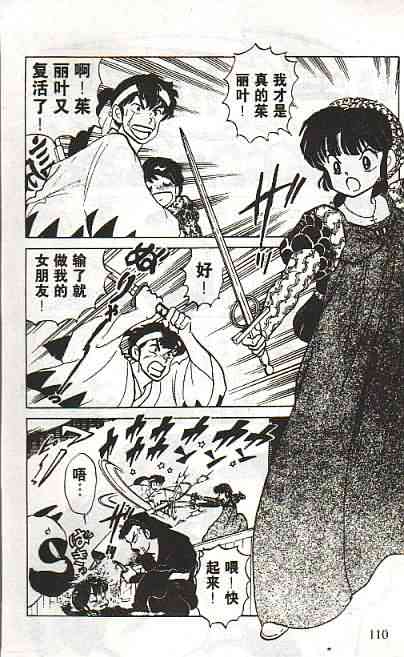 我才是
真的茱
丽叶！
啊！茱
丽叶又
复活了！
好！
输了就
做我的
女朋友！
唔…
喂！快
起来！
110